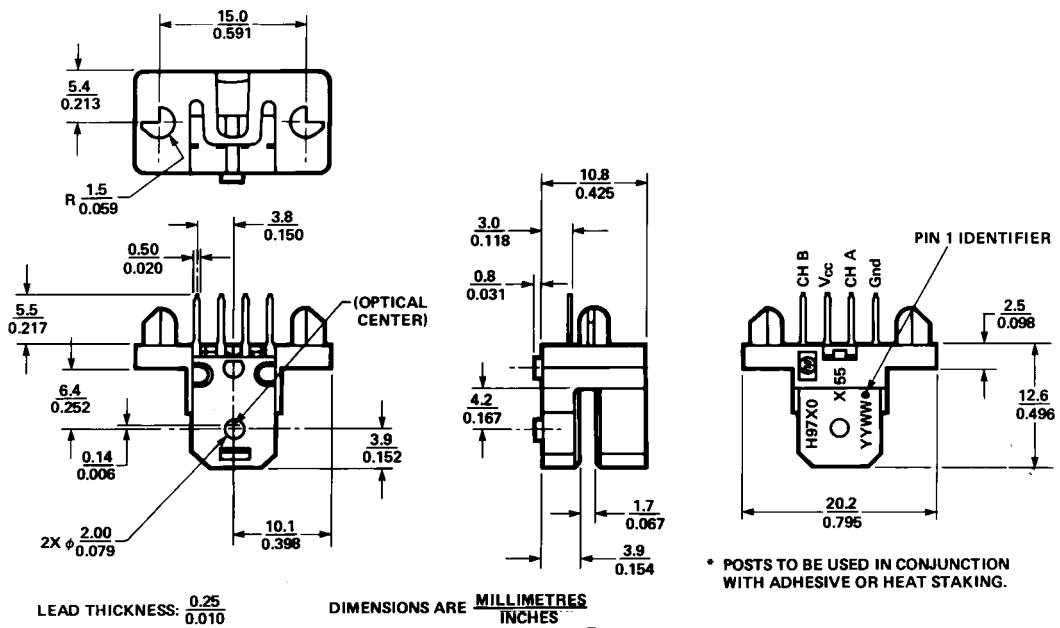 15.0
0.591
5.4
0.213
R 1.5
0.059
3.8
0.150
0.50
0.020
5.5
0.217
(OPTICAL
CENTER)
6.4
0.252
0.14
0.006
3.9
0.152
2X ϕ 2.00
0.079
10.1
0.398
10.8
0.425
3.0
0.118
0.8
0.031
4.2
0.167
1.7
0.067
3.9
0.154
PIN 1 IDENTIFIER
CH B
Vcc
CH A
Gnd
2.5
0.098
X55
H97X0
YYWW
12.6
0.496
20.2
0.795
* POSTS TO BE USED IN CONJUNCTION
WITH ADHESIVE OR HEAT STAKING.
LEAD THICKNESS: 0.25
0.010
DIMENSIONS ARE MILLIMETRES
INCHES